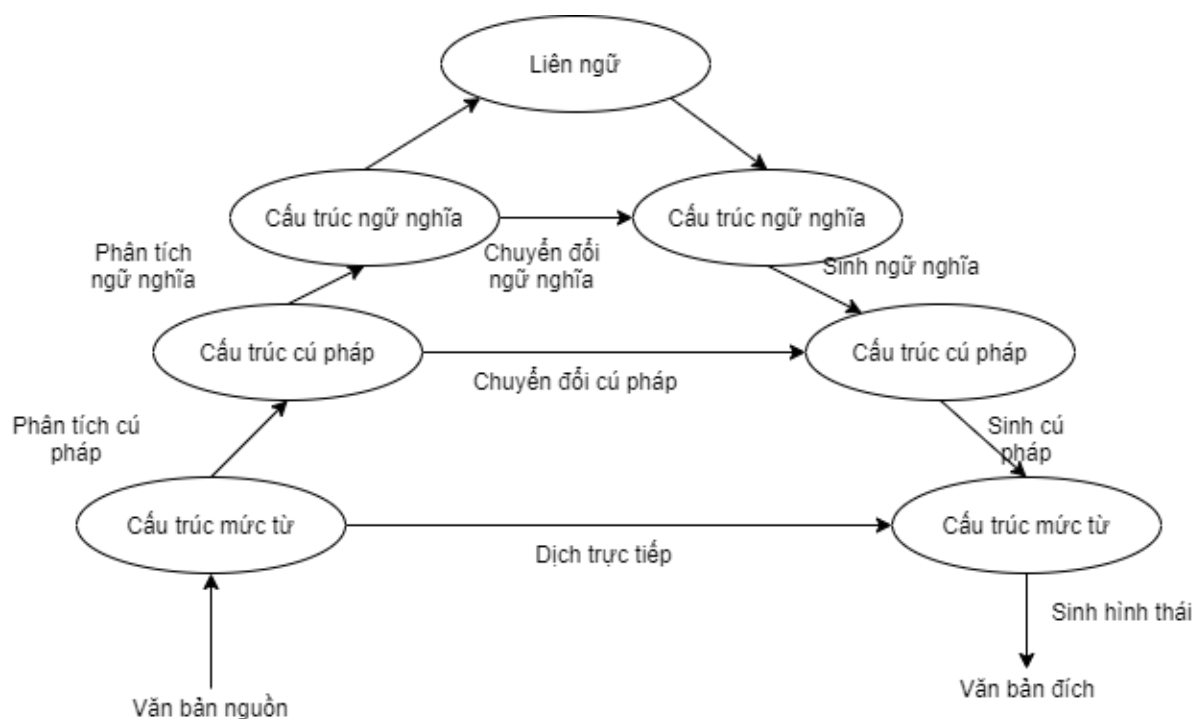 Liên ngữ
Cấu trúc ngữ nghĩa
Cấu trúc ngữ nghĩa
Phân tích
ngữ nghĩa
Chuyển đổi
ngữ nghĩa
Sinh ngữ nghĩa
Cấu trúc cú pháp
Cấu trúc cú pháp
Chuyển đổi cú pháp
Phân tích cú
pháp
Sinh cú
pháp
Cấu trúc mức từ
Cấu trúc mức từ
Dịch trực tiếp
Sinh hình thái
Văn bản nguồn
Văn bản đích